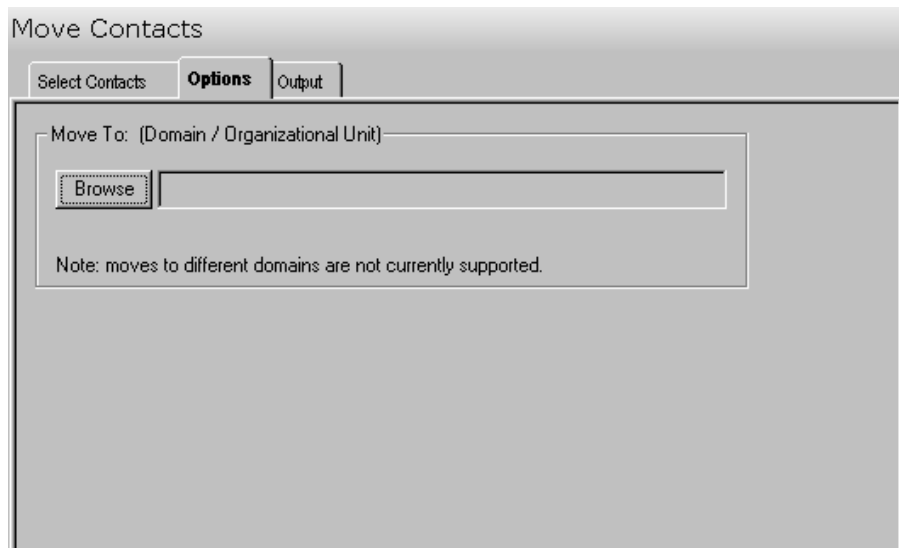 Move Contacts
Select Contacts Options Output
Move To: (Domain / Organizational Unit)
Browse
Note: moves to different domains are not currently supported.